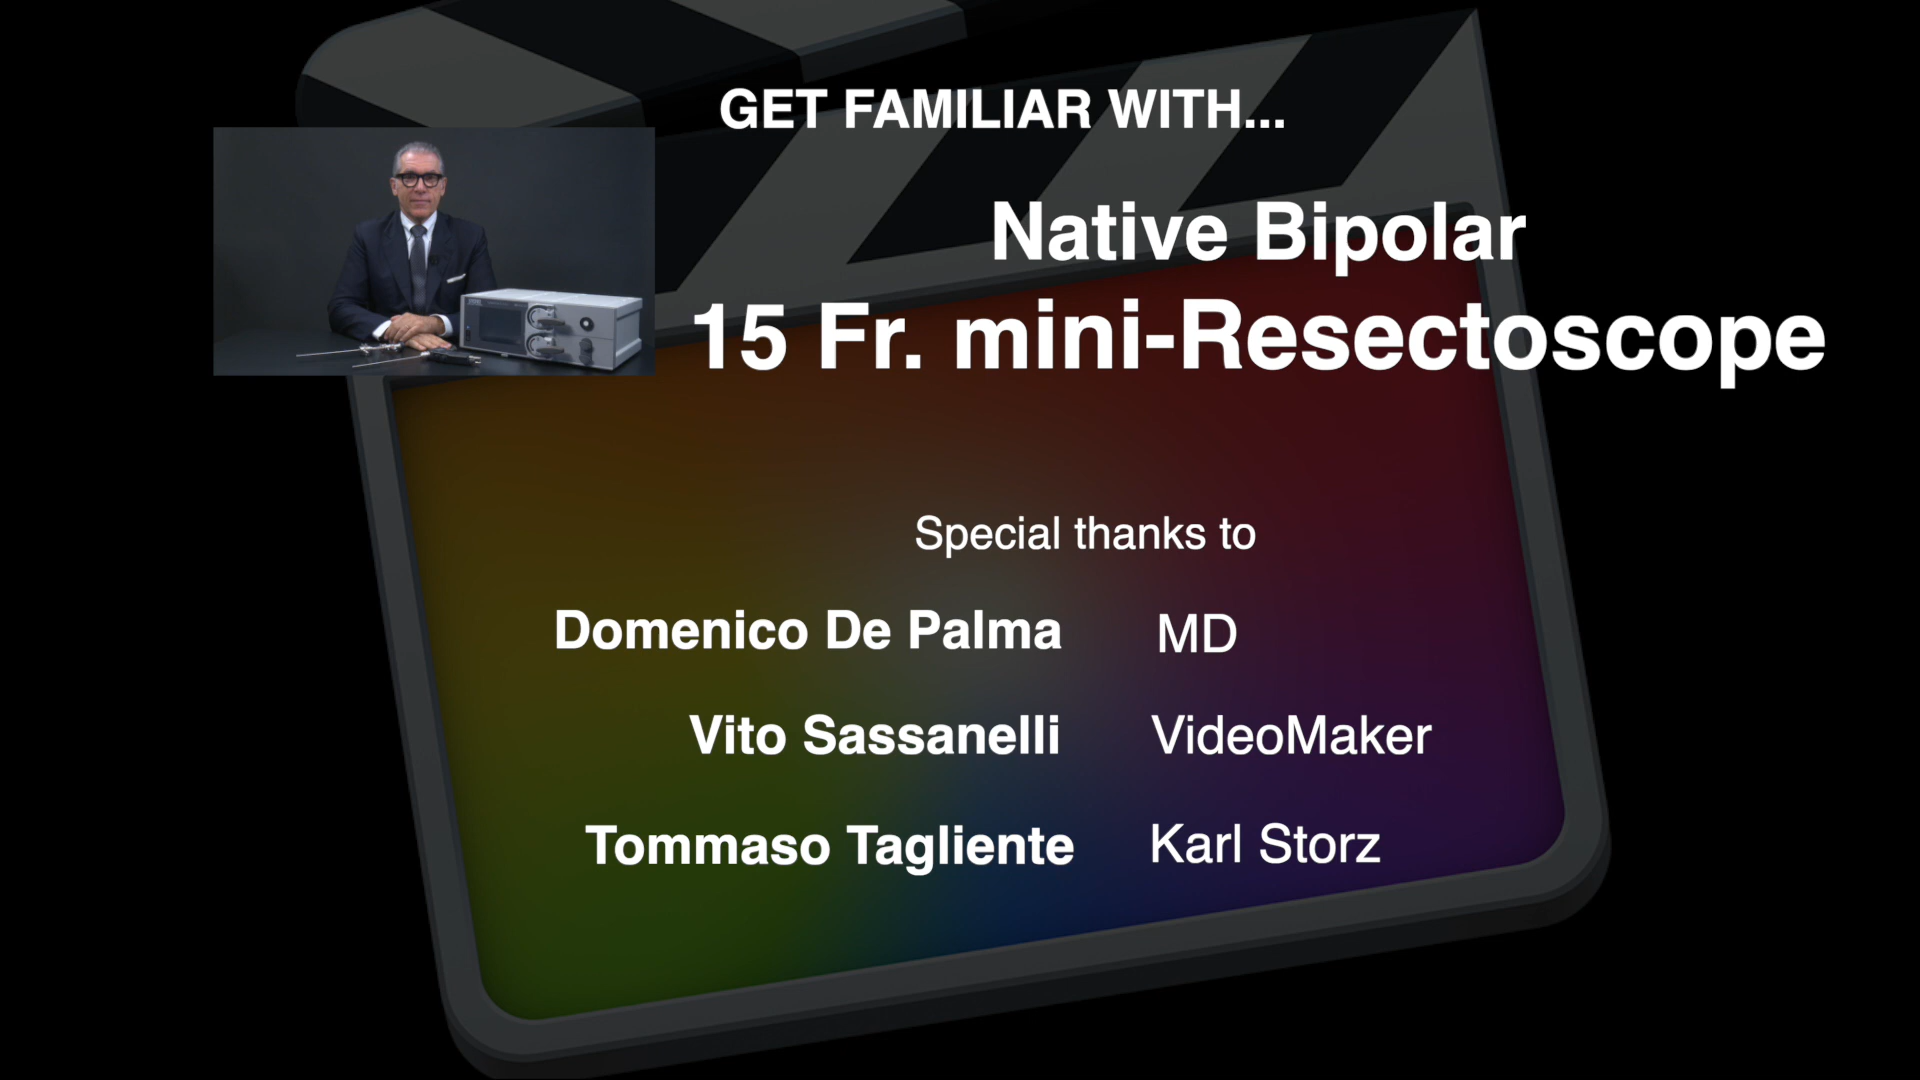 GET FAMILIAR WITH...
Native Bipolar
15 Fr. mini-Resectoscope
Special thanks to
Domenico De Palma MD
Vito Sassanelli VideoMaker
Tommaso Tagliente Karl Storz